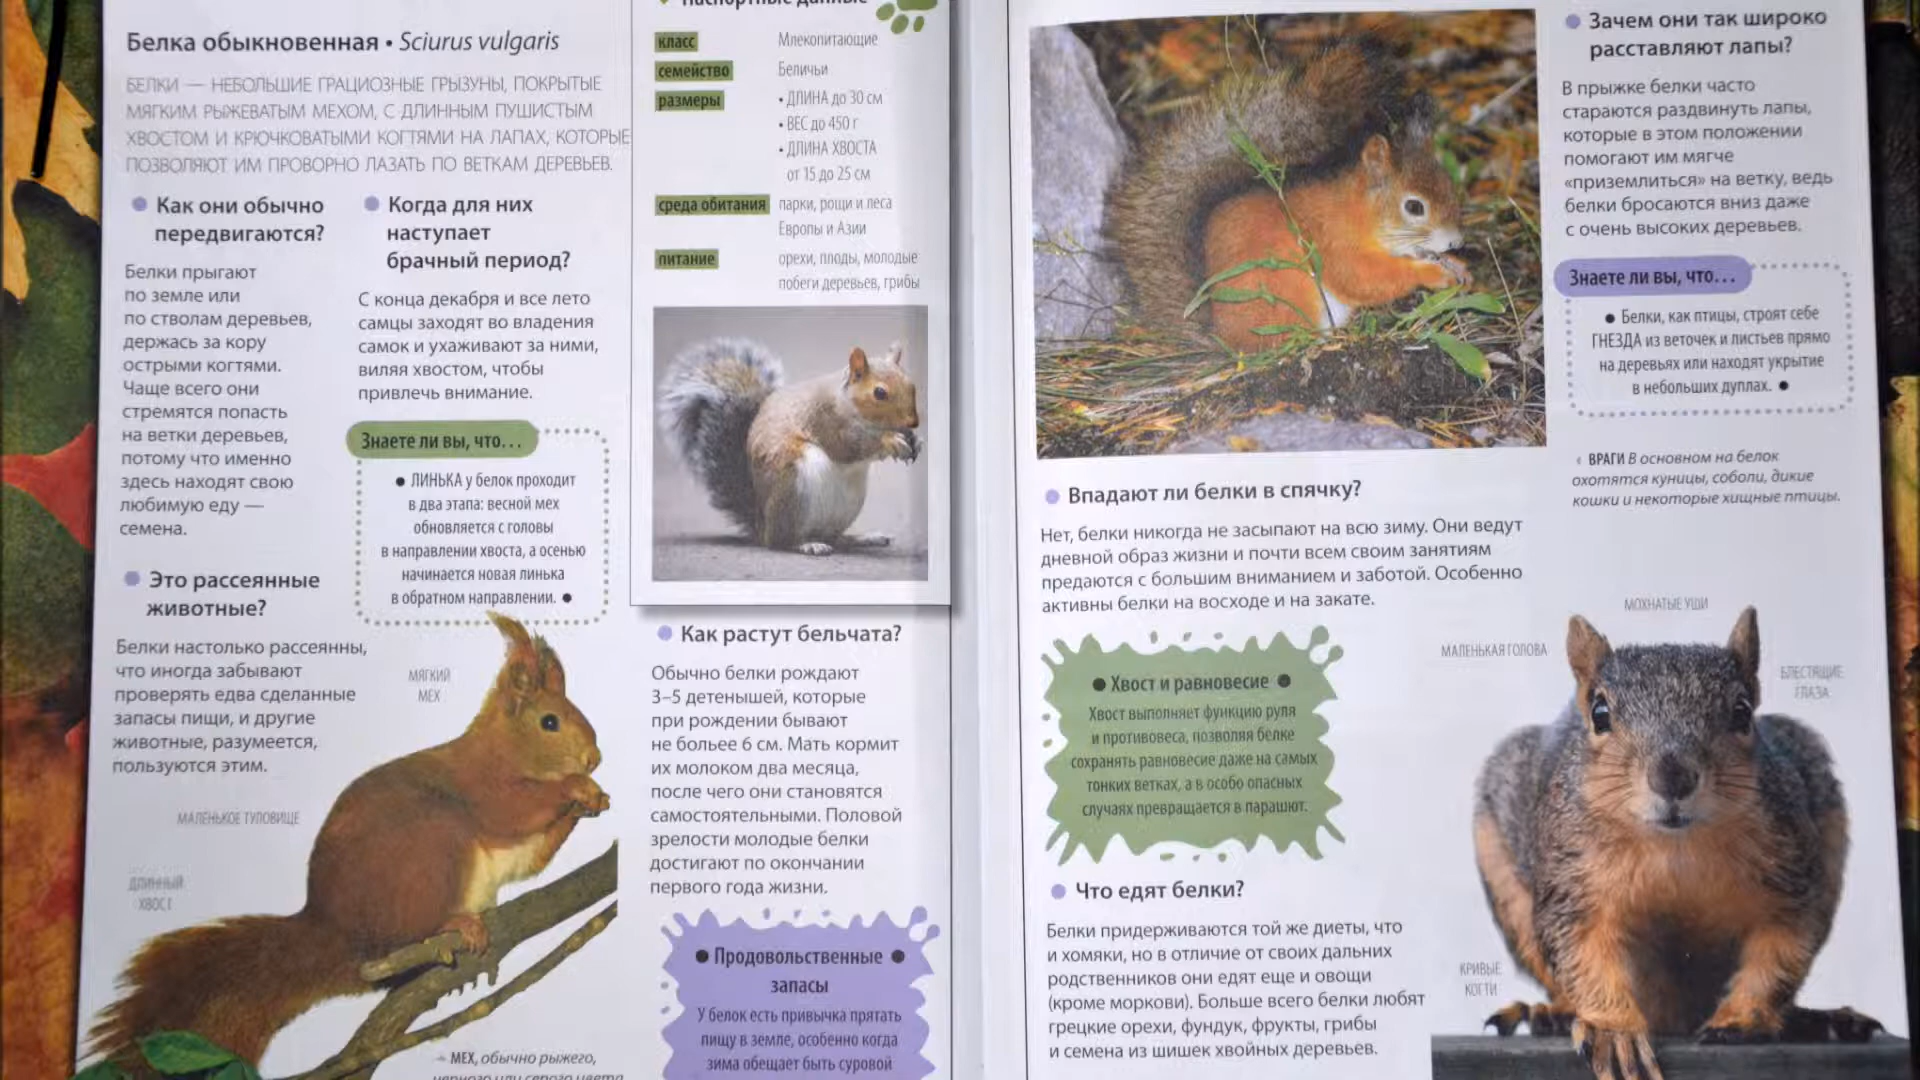 Белка обыкновенная • Sciurus vulgaris
БЕЛКИ — НЕБОЛЬШИЕ ГРАЦИОЗНЫЕ ГРЫЗУНЫ, ПОКРЫТЫЕ
МЯГКИМ РЫЖЕВАТЫМ МЕХОМ, С ДЛИННЫМ ПУШИСТЫМ
ХВОСТОМ И КРЮЧКОВАТЫМИ КОГТЯМИ НА ЛАПАХ, КОТОРЫЕ
ПОЗВОЛЯЮТ ИМ ПРОВОРНО ЛАЗАТЬ ПО ВЕТКАМ ДЕРЕВЬЕВ.
Как они обычно
передвигаются?
Белки прыгают
по земле или
по стволам деревьев,
держась за кору
острыми когтями.
Чаще всего они
стремятся попасть
на ветки деревьев,
потому что именно
здесь находят свою
любимую еду —
семена.
Это рассеянные
животные?
Белки настолько рассеянны,
что иногда забывают
проверять едва сделанные
запасы пищи, и другие
животные, разумеется,
пользуются этим.
Когда для них
наступает
брачный период?
С конца декабря и все лето
самцы заходят во владения
самок и ухаживают за ними,
виляя хвостом, чтобы
привлечь внимание.
Знаете ли вы, что...
• ЛИНЬКА у белок проходит
в два этапа: весной мех
обновляется с головы
в направлении хвоста, а осенью
начинается новая линька
в обратном направлении. •
МЯГКИЙ
МЕХ
МАЛЕНЬКОЕ ТУЛОВИЩЕ
ДЛИННЫЙ
ХВОСТ
МЕХ, обычно рыжего,
черного или серого цвета
Паспортные данные
класс Млекопитающие
семейство Беличьи
размеры • ДЛИНА до 30 см
• ВЕС до 450 г
• ДЛИНА ХВОСТА
от 15 до 25 см
среда обитания парки, рощи и леса
Европы и Азии
питание орехи, плоды, молодые
побеги деревьев, грибы
Как растут бельчата?
Обычно белки рождают
3–5 детенышей, которые
при рождении бывают
не больее 6 см. Мать кормит
их молоком два месяца,
после чего они становятся
самостоятельными. Половой
зрелости молодые белки
достигают по окончании
первого года жизни.
• Продовольственные •
запасы
У белок есть привычка прятать
пищу в земле, особенно когда
зима обещает быть суровой
Впадают ли белки в спячку?
Нет, белки никогда не засыпают на всю зиму. Они ведут
дневной образ жизни и почти всем своим занятиям
предаются с большим вниманием и заботой. Особенно
активны белки на восходе и на закате.
• Хвост и равновесие •
Хвост выполняет функцию руля
и противовеса, позволяя белке
сохранять равновесие даже на самых
тонких ветках, а в особо опасных
случаях превращается в парашют.
Что едят белки?
Белки придерживаются той же диеты, что
и хомяки, но в отличие от своих дальних
родственников они едят еще и овощи
(кроме моркови). Больше всего белки любят
грецкие орехи, фундук, фрукты, грибы
и семена из шишек хвойных деревьев.
Зачем они так широко
расставляют лапы?
В прыжке белки часто
стараются раздвинуть лапы,
которые в этом положении
помогают им мягче
«приземлиться» на ветку, ведь
белки бросаются вниз даже
с очень высоких деревьев.
Знаете ли вы, что...
• Белки, как птицы, строят себе
ГНЕЗДА из веточек и листьев прямо
на деревьях или находят укрытие
в небольших дуплах. •
ВРАГИ В основном на белок
охотятся куницы, соболи, дикие
кошки и некоторые хищные птицы.
МОХНАТЫЕ УШИ
МАЛЕНЬКАЯ ГОЛОВА
БЛЕСТЯЩИЕ
ГЛАЗА
КРИВЫЕ
КОГТИ